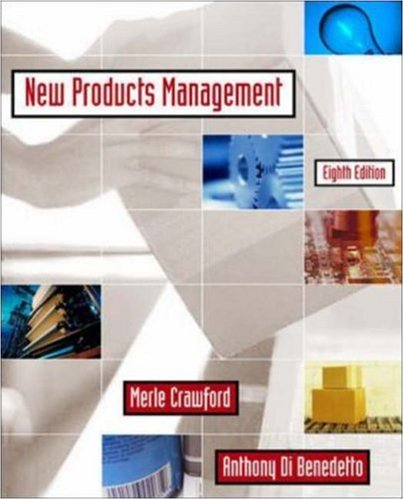 New Products Management
Eighth Edition
Merle Crawford
Anthony Di Benedetto